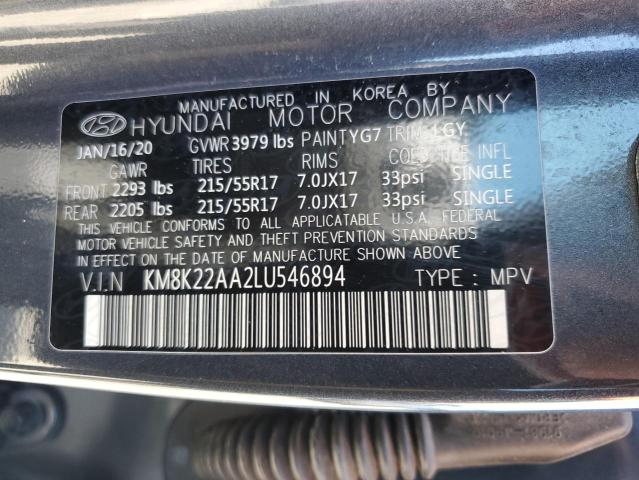 MANUFACTURED IN KOREA BY
HYUNDAI MOTOR COMPANY
JAN/16/20 GVWR 3979 lbs PAINT YG7 TRIM LGY
GAWR TIRES RIMS COLD TIRE INFL
FRONT 2293 lbs 215/55R17 7.0JX17 33psi SINGLE
REAR 2205 lbs 215/55R17 7.0JX17 33psi SINGLE
THIS VEHICLE CONFORMS TO ALL APPLICATABLE U.S.A. FEDERAL
MOTOR VEHICLE SAFETY AND THEFT PREVENTION STANDARDS
IN EFFECT ON THE DATE OF MANUFACTURE SHOWN ABOVE.
V.I.N KM8K22AA2LU546894 TYPE : MPV